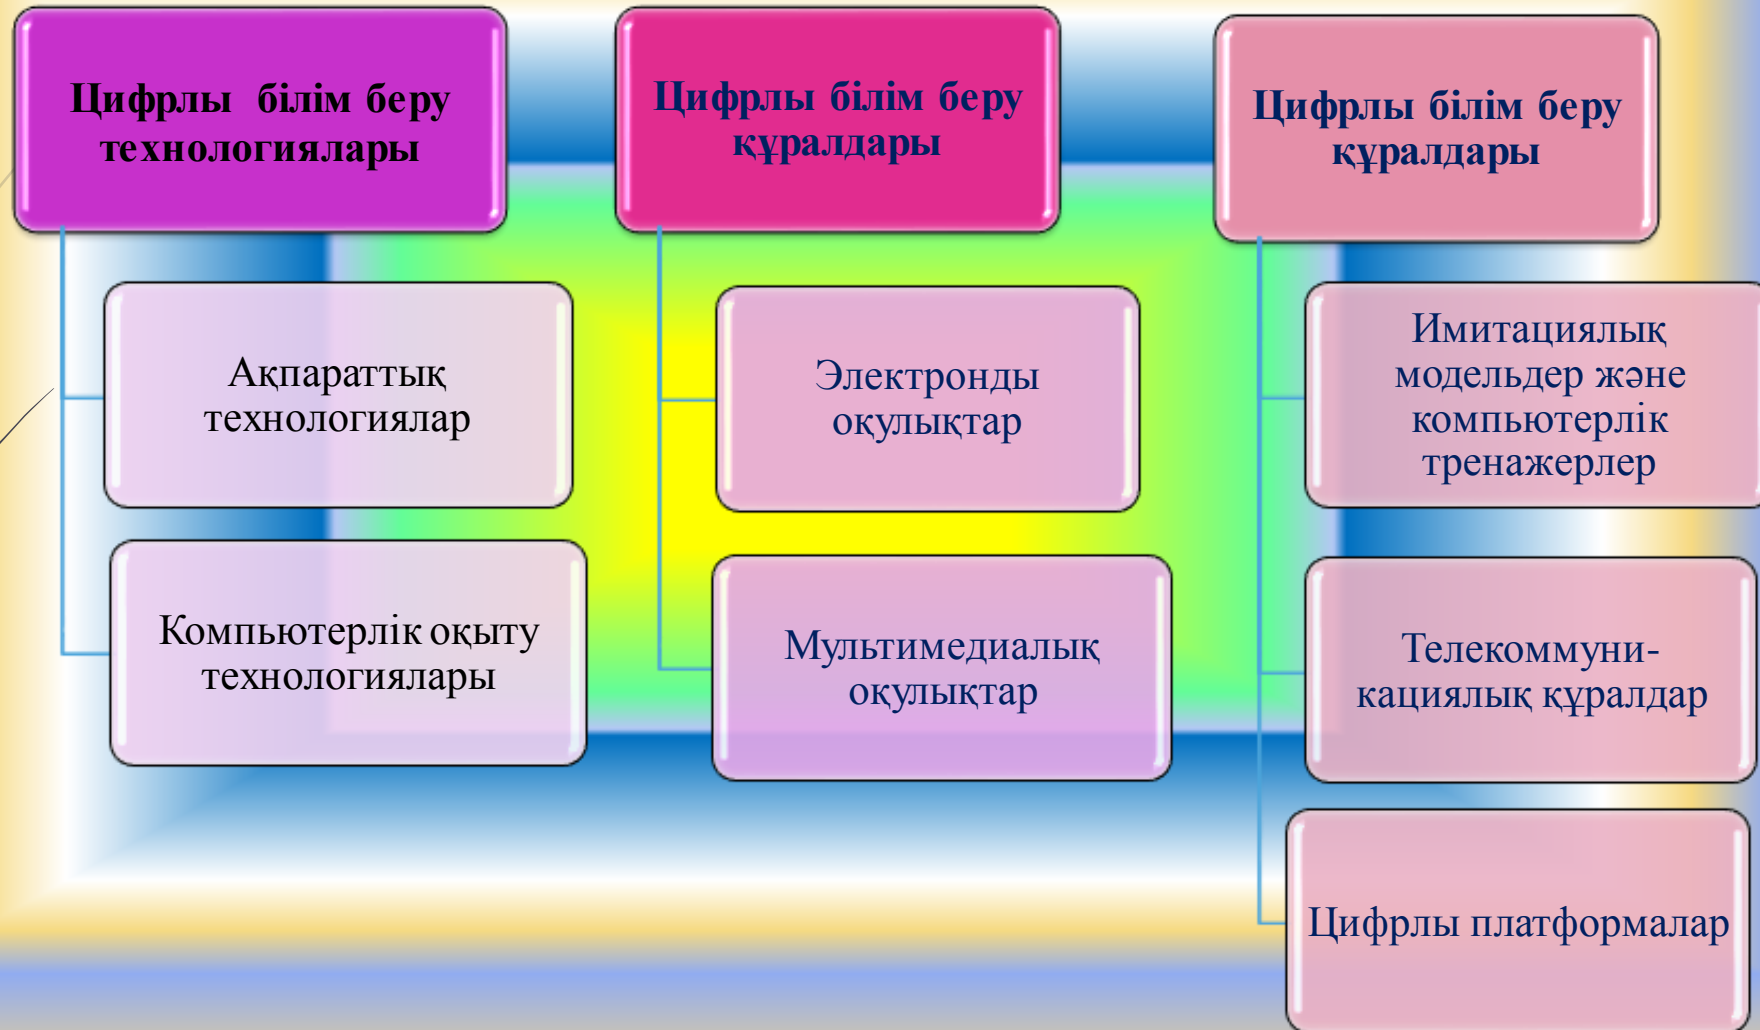 Цифрлы білім беру
технологиялары
Ақпараттық
технологиялар
Компьютерлік оқыту
технологиялары
Цифрлы білім беру
құралдары
Электронды
оқулықтар
Мультимедиалық
оқулықтар
Цифрлы білім беру
құралдары
Имитациялық
модельдер және
компьютерлік
тренажерлер
Телекоммуни-
кациялық құралдар
Цифрлы платформалар